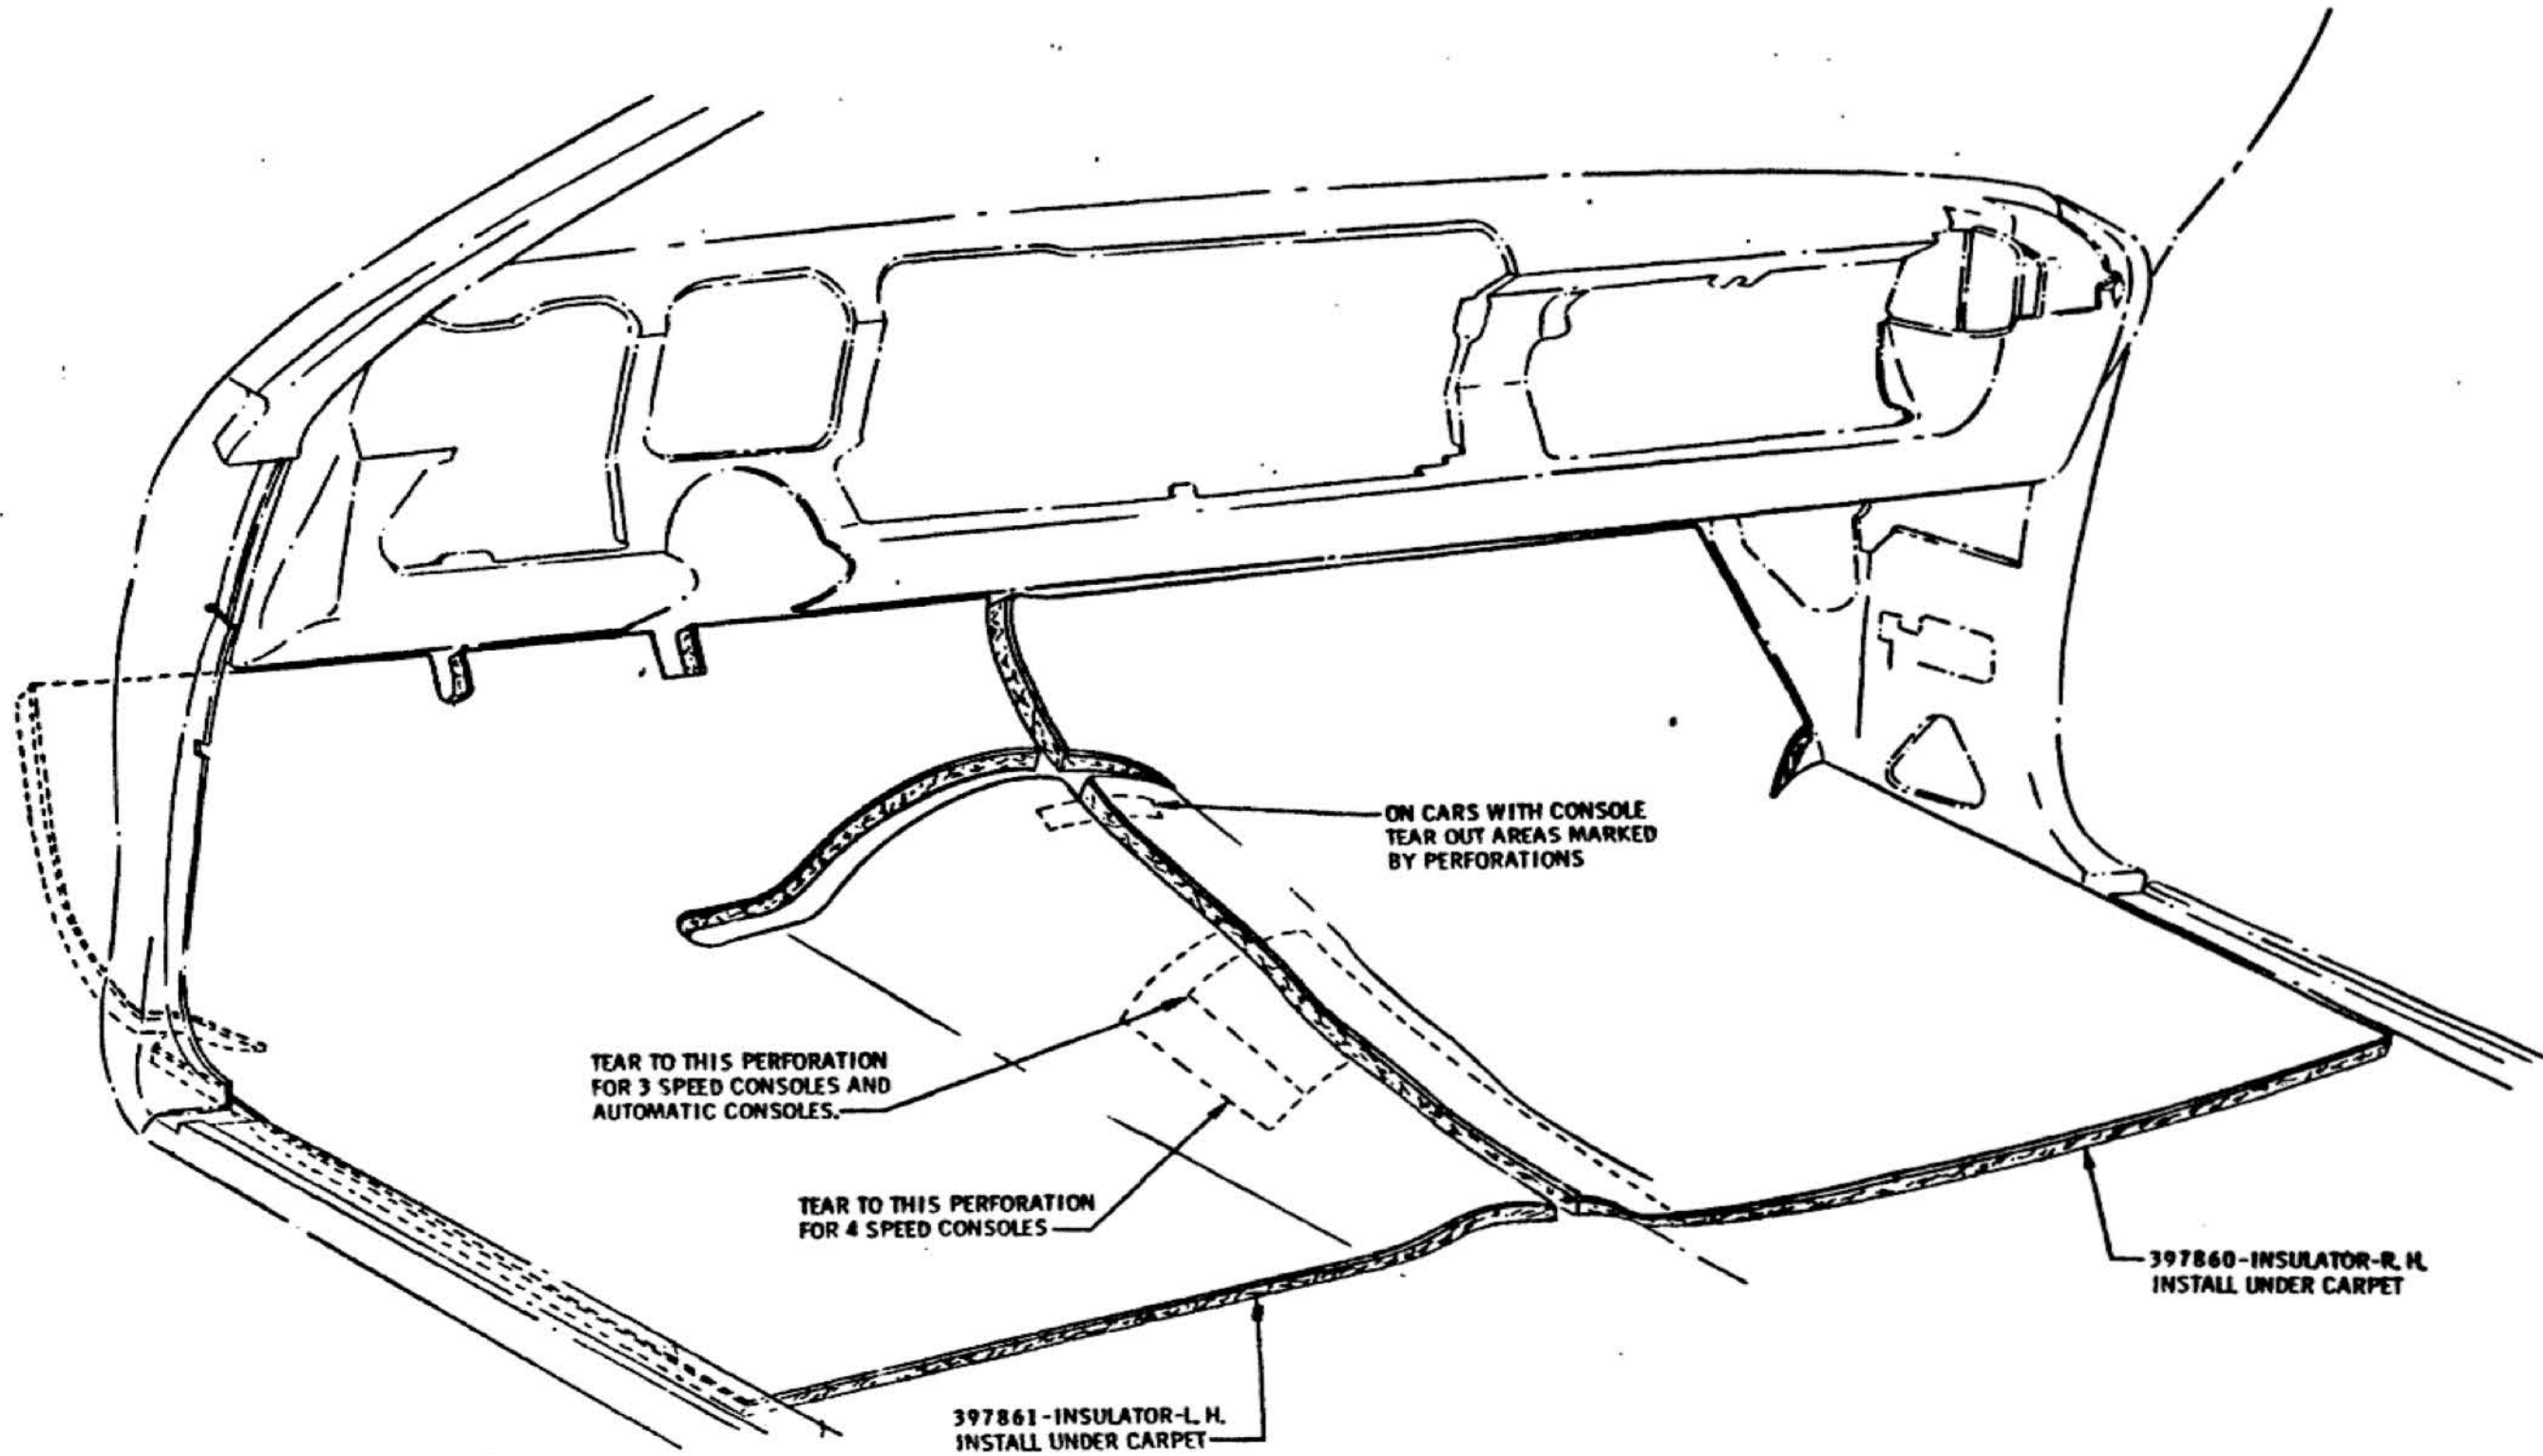 ON CARS WITH CONSOLE
TEAR OUT AREAS MARKED
BY PERFORATIONS
TEAR TO THIS PERFORATION
FOR 3 SPEED CONSOLES AND
AUTOMATIC CONSOLES.
TEAR TO THIS PERFORATION
FOR 4 SPEED CONSOLES
397860-INSULATOR-R. H.
INSTALL UNDER CARPET
397861-INSULATOR-L. H.
INSTALL UNDER CARPET